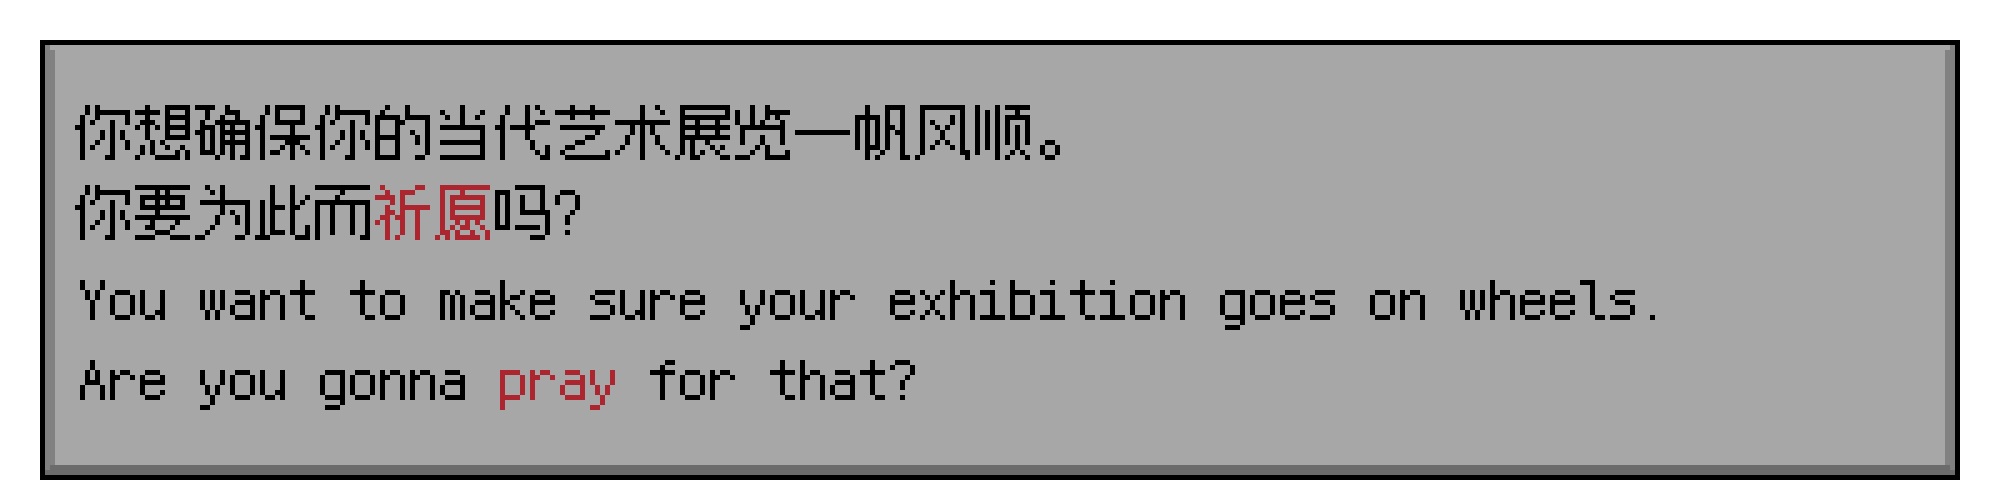 你想确保你的当代艺术展览一帆风顺。
你要为此而祈愿吗?
You want to make sure your exhibition goes on wheels.
Are you gonna pray for that?